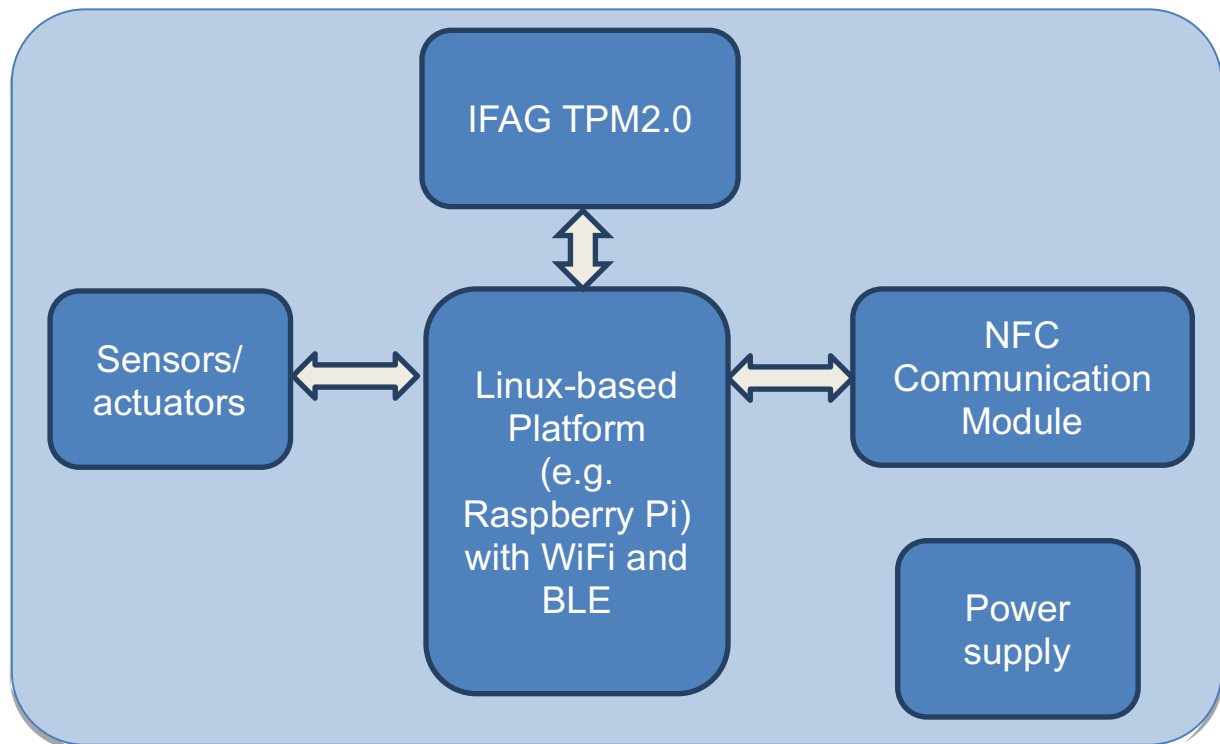 IFAG TPM2.0
Sensors/
actuators
Linux-based
Platform
(e.g.
Raspberry Pi)
with WiFi and
BLE
NFC
Communication
Module
Power
supply